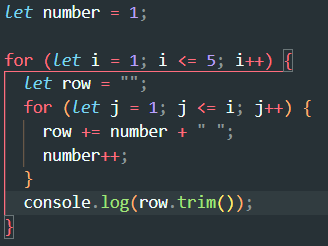 let number = 1;

for (let i = 1; i <= 5; i++) {
  let row = "";
  for (let j = 1; j <= i; j++) {
    row += number + " ";
    number++;
  }
  console.log(row.trim());
}